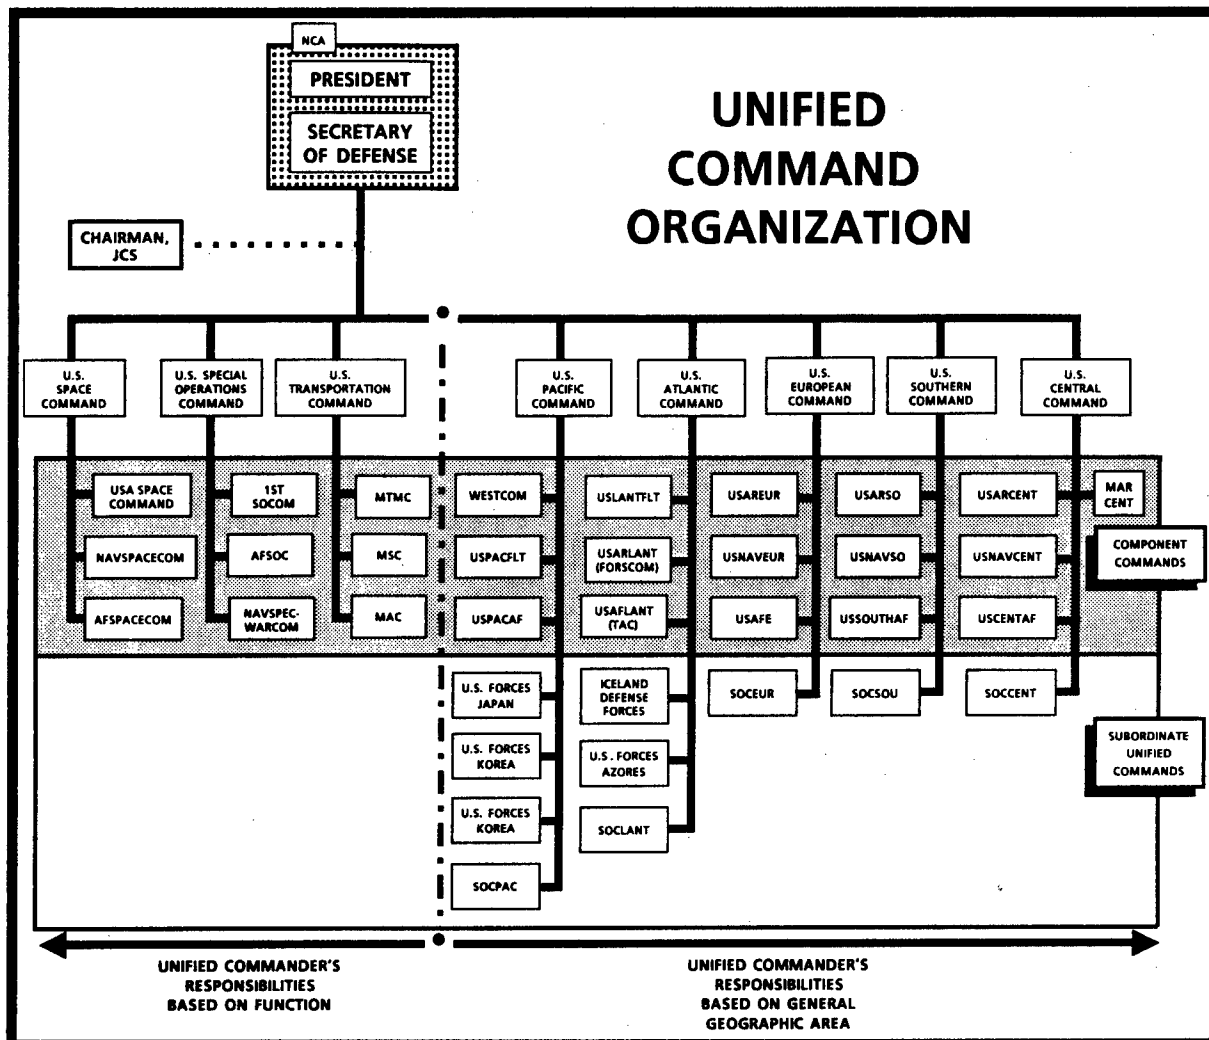 NCA
PRESIDENT
SECRETARY
OF DEFENSE
UNIFIED
COMMAND
ORGANIZATION
CHAIRMAN,
JCS
U.S.
SPACE
COMMAND
U.S. SPECIAL
OPERATIONS
COMMAND
U.S.
TRANSPORTATION
COMMAND
U.S.
PACIFIC
COMMAND
U.S.
ATLANTIC
COMMAND
U.S.
EUROPEAN
COMMAND
U.S.
SOUTHERN
COMMAND
U.S.
CENTRAL
COMMAND
USA SPACE
COMMAND
NAVSPACECOM
AFSPACECOM
1ST
SOCOM
AFSOC
NAVSPEC-
WARCOM
MTMC
MSC
MAC
WESTCOM
USPACFLT
USPACAF
USLANTFLT
USARLANT
(FORSCOM)
USAFLANT
(TAC)
USAREUR
USNAVEUR
USAFE
USARSO
USNAVSO
USSOUTHAF
USARCENT
USNAVCENT
USCENTAF
MAR
CENT
COMPONENT
COMMANDS
U.S. FORCES
JAPAN
U.S. FORCES
KOREA
U.S. FORCES
KOREA
SOCPAC
ICELAND
DEFENSE
FORCES
U.S. FORCES
AZORES
SOCLANT
SOCEUR
SOCSOU
SOCCENT
SUBORDINATE
UNIFIED
COMMANDS
UNIFIED COMMANDER'S
RESPONSIBILITIES
BASED ON FUNCTION
UNIFIED COMMANDER'S
RESPONSIBILITIES
BASED ON GENERAL
GEOGRAPHIC AREA